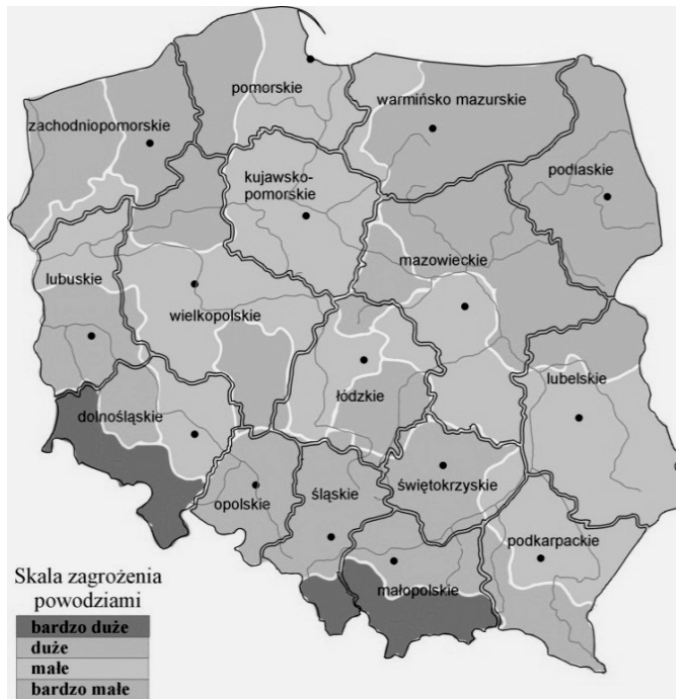 pomorskie
warmińsko mazurskie
zachodniopomorskie
podlaskie
kujawsko-
pomorskie
mazowieckie
lubuskie
wielkopolskie
lubelskie
łódzkie
dolnośląskie
opolskie
śląskie
świętokrzyskie
podkarpackie
małopolskie
Skala zagrożenia
powodziami
bardzo duże
duże
małe
bardzo małe